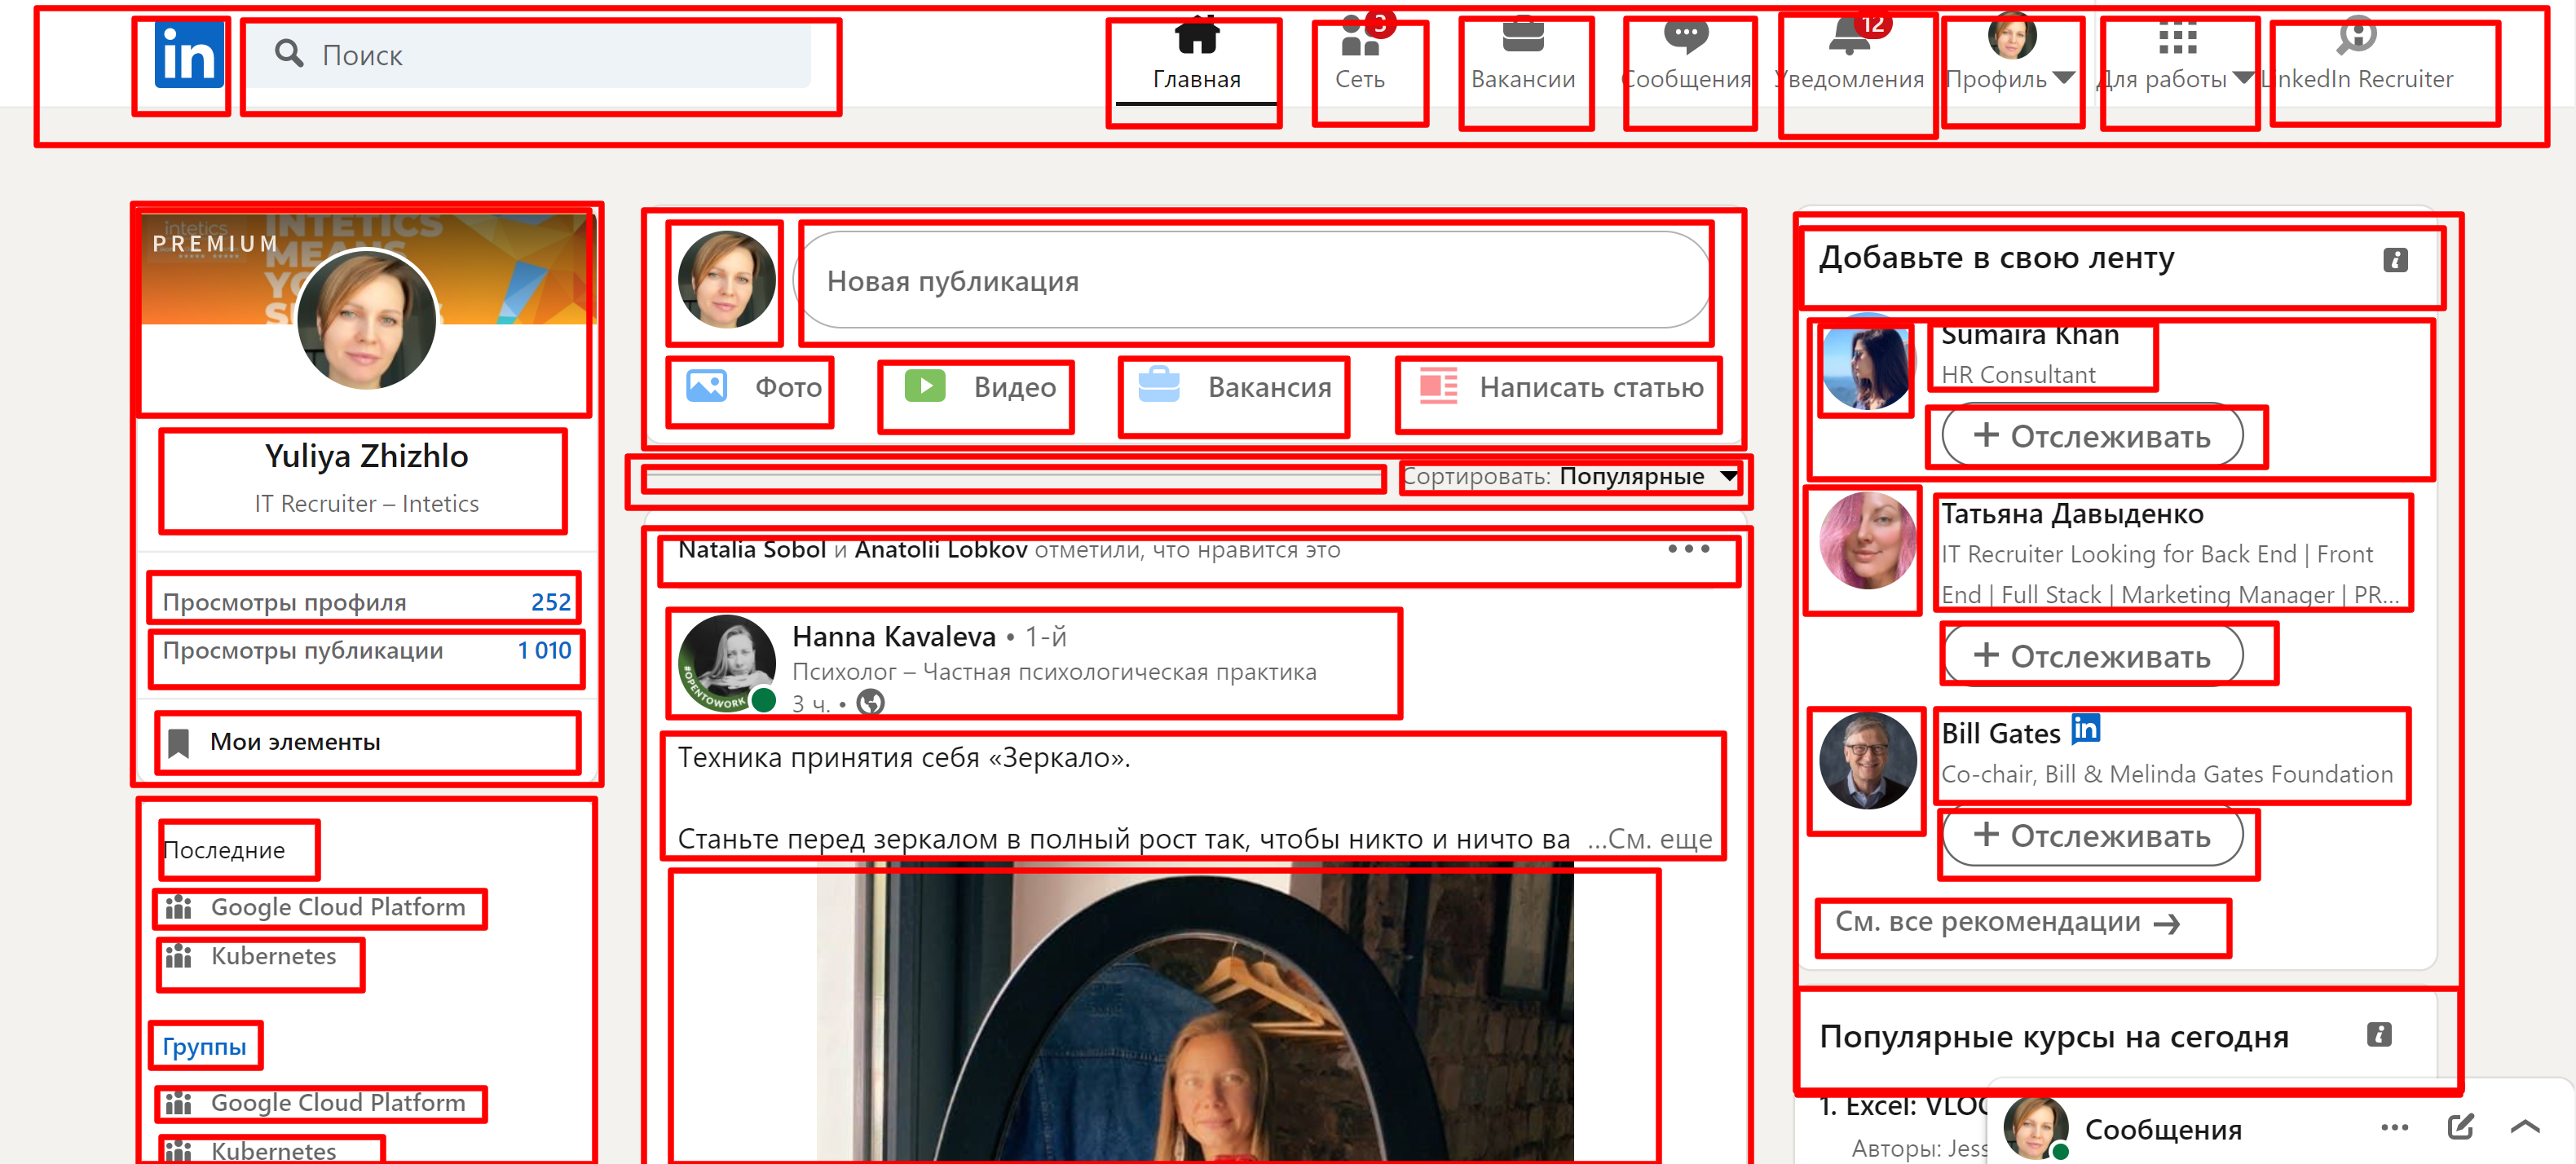 in
Поиск
Главная
3
Сеть
Вакансии
Сообщения
12
Уведомления
Профиль
Для работы
LinkedIn Recruiter
intetics
PREMIUM
INTETICS
MEANS
Yuliya Zhizhlo
IT Recruiter – Intetics
Просмотры профиля 252
Просмотры публикации 1 010
Мои элементы
Последние
Google Cloud Platform
Kubernetes
Группы
Google Cloud Platform
Kubernetes
Новая публикация
Фото
Видео
Вакансия
Написать статью
Сортировать: Популярные
Natalia Sobol и Anatolii Lobkov отметили, что нравится это
Hanna Kavaleva • 1-й
Психолог – Частная психологическая практика
3 ч. •
#OPENTOWORK
Техника принятия себя «Зеркало».
Станьте перед зеркалом в полный рост так, чтобы никто и ничто ва ...См. еще
Добавьте в свою ленту
Sumaira Khan
HR Consultant
+ Отслеживать
Татьяна Давыденко
IT Recruiter Looking for Back End | Front
End | Full Stack | Marketing Manager | PR...
+ Отслеживать
Bill Gates in
Co-chair, Bill & Melinda Gates Foundation
+ Отслеживать
См. все рекомендации →
Популярные курсы на сегодня
1. Excel: VLOO
Авторы: Jess
Сообщения